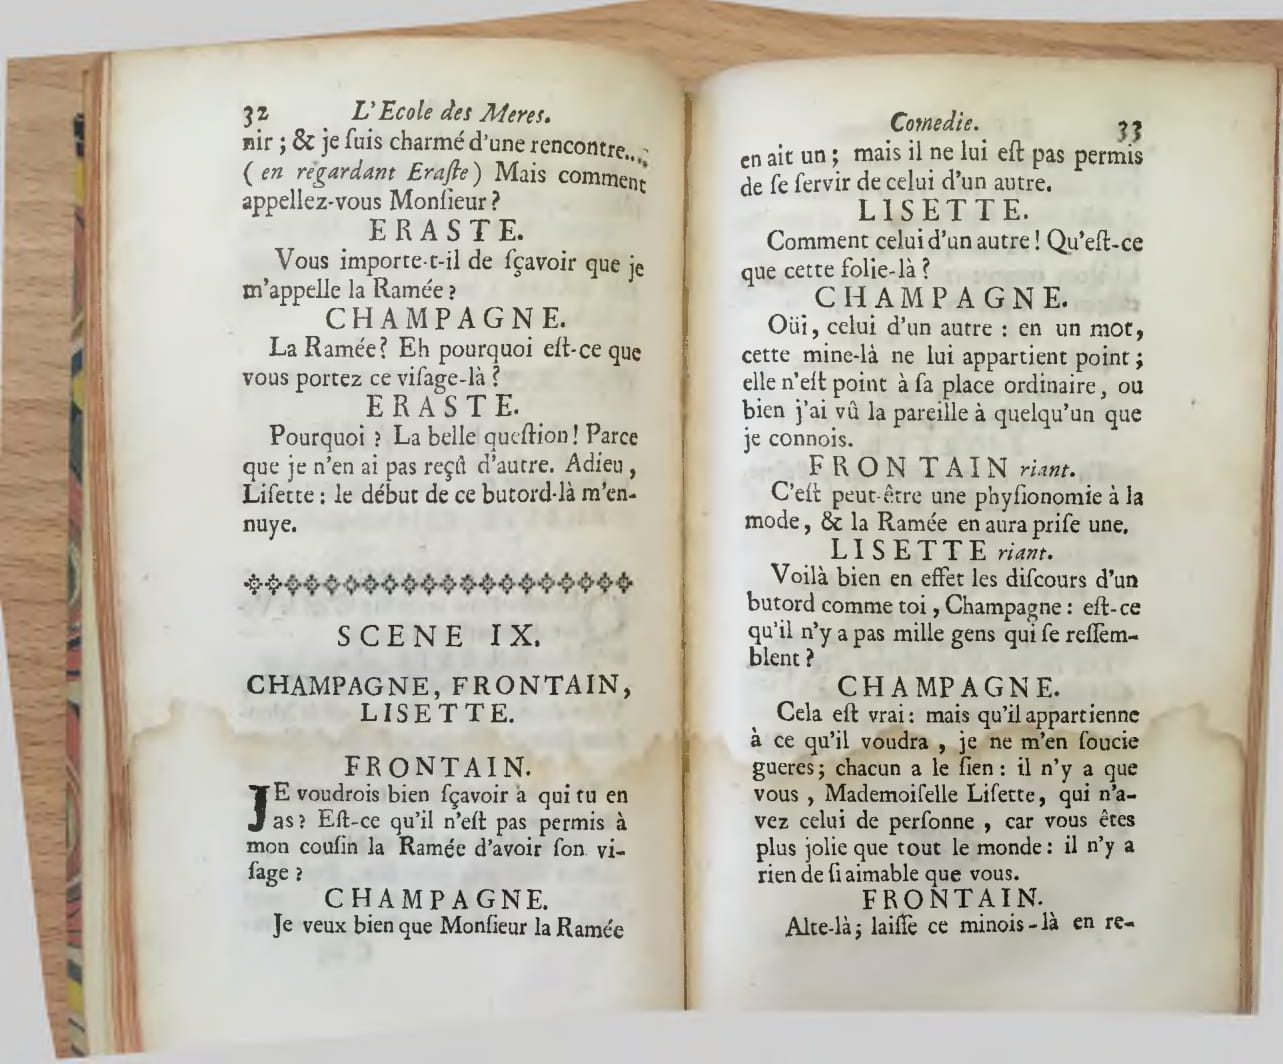 32 L'Ecole des Meres.
nir ; & je ſuis charmé d'une rencontre....
( en regardant Eraſte ) Mais comment
appellez-vous Monſieur ?
ERASTE.
Vous importe-t-il de ſçavoir que je
m'appelle la Ramée ?
CHAMPAGNE.
La Ramée ? Eh pourquoi eſt-ce que
vous portez ce viſage-là ?
ERASTE.
Pourquoi ? La belle queſtion ! Parce
que je n'en ai pas reçû d'autre. Adieu ,
Liſette : le début de ce butord-là m'en-
nuye.
SCENE IX.
CHAMPAGNE, FRONTAIN,
LISETTE.
FRONTAIN.
JE voudrois bien ſçavoir à qui tu en
as ? Eſt-ce qu'il n'eſt pas permis à
mon couſin la Ramée d'avoir ſon vi-
ſage ?
CHAMPAGNE.
Je veux bien que Monſieur la Ramée
Comedie. 33
en ait un ; mais il ne lui eſt pas permis
de ſe ſervir de celui d'un autre.
LISETTE.
Comment celui d'un autre ! Qu'eſt-ce
que cette folie-là ?
CHAMPAGNE.
Oüi, celui d'un autre : en un mot,
cette mine-là ne lui appartient point ;
elle n'eſt point à ſa place ordinaire, ou
bien j'ai vû la pareille à quelqu'un que
je connois.
FRONTAIN riant.
C'eſt peut-être une phyſionomie à la
mode, & la Ramée en aura priſe une.
LISETTE riant.
Voilà bien en effet les diſcours d'un
butord comme toi , Champagne : eſt-ce
qu'il n'y a pas mille gens qui ſe reſſem-
blent ?
CHAMPAGNE.
Cela eſt vrai : mais qu'il appartienne
à ce qu'il voudra , je ne m'en ſoucie
gueres ; chacun a le ſien : il n'y a que
vous , Mademoiſelle Liſette, qui n'a-
vez celui de perſonne , car vous êtes
plus jolie que tout le monde : il n'y a
rien de ſi aimable que vous.
FRONTAIN.
Alte-là ; laiſſe ce minois-là en re-